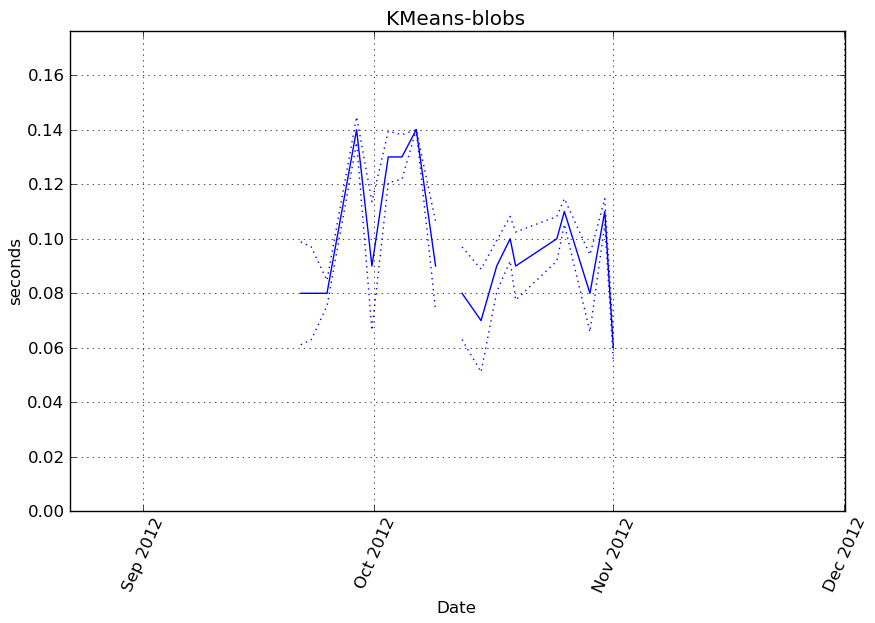 KMeans-blobs
0.16
0.14
0.12
0.10
0.08
0.06
0.04
0.02
0.00
seconds
Sep 2012
Oct 2012
Nov 2012
Dec 2012
Date